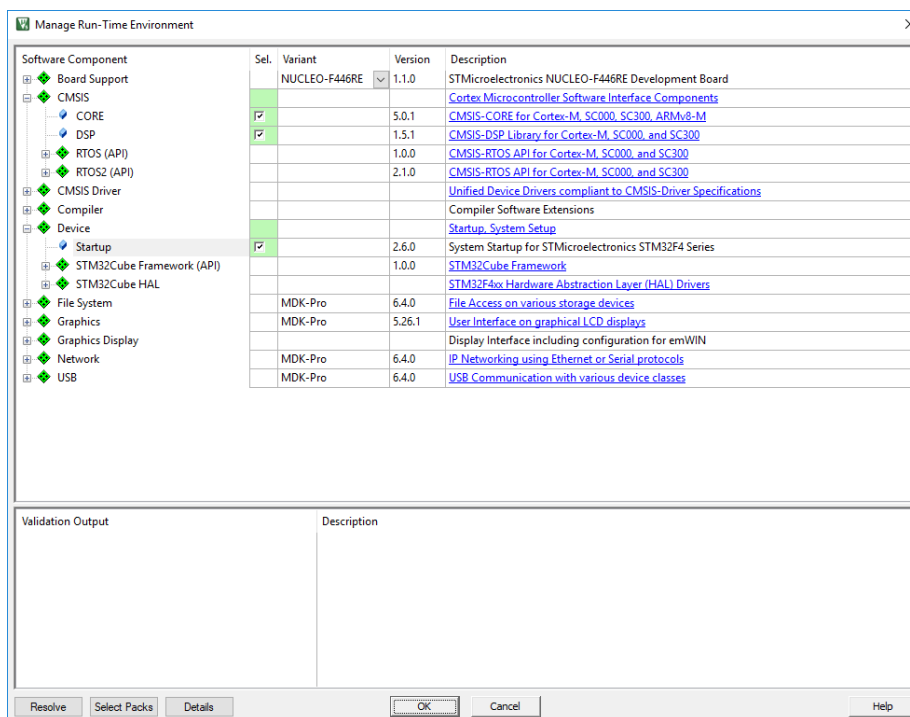 Manage Run-Time Environment
Software Component Sel. Variant Version Description
Board Support NUCLEO-F446RE 1.1.0 STMicroelectronics NUCLEO-F446RE Development Board
CMSIS Cortex Microcontroller Software Interface Components
CORE 5.0.1 CMSIS-CORE for Cortex-M, SC000, SC300, ARMv8-M
DSP 1.5.1 CMSIS-DSP Library for Cortex-M, SC000, and SC300
RTOS (API) 1.0.0 CMSIS-RTOS API for Cortex-M, SC000, and SC300
RTOS2 (API) 2.1.0 CMSIS-RTOS API for Cortex-M, SC000, and SC300
CMSIS Driver Unified Device Drivers compliant to CMSIS-Driver Specifications
Compiler Compiler Software Extensions
Device Startup, System Setup
Startup 2.6.0 System Startup for STMicroelectronics STM32F4 Series
STM32Cube Framework (API) 1.0.0 STM32Cube Framework
STM32Cube HAL STM32F4xx Hardware Abstraction Layer (HAL) Drivers
File System MDK-Pro 6.4.0 File Access on various storage devices
Graphics MDK-Pro 5.26.1 User Interface on graphical LCD displays
Graphics Display Display Interface including configuration for emWIN
Network MDK-Pro 6.4.0 IP Networking using Ethernet or Serial protocols
USB MDK-Pro 6.4.0 USB Communication with various device classes
Validation Output Description
Resolve Select Packs Details OK Cancel Help